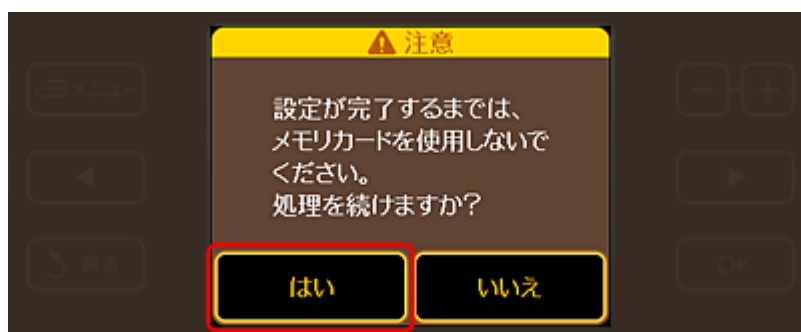 注意
メニュー
設定が完了するまでは、
メモリカードを使用しないで
ください。
処理を続けますか?
戻る
はい
いいえ
OK